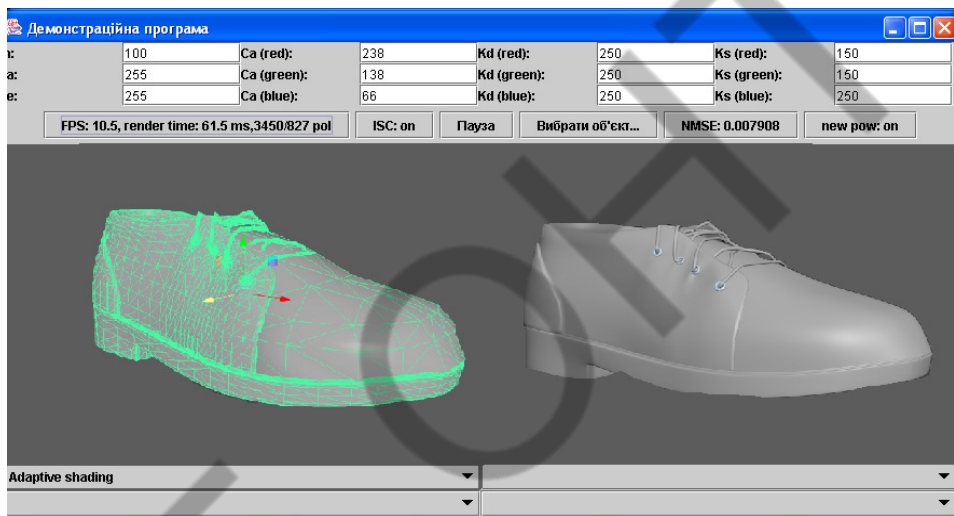 Демонстраційна програма
n: 100 Ca (red): 238 Kd (red): 250 Ks (red): 150
a: 255 Ca (green): 138 Kd (green): 250 Ks (green): 150
e: 255 Ca (blue): 66 Kd (blue): 250 Ks (blue): 250
FPS: 10.5, render time: 61.5 ms,3450/827 pol ISC: on Пауза Вибрати об'єкт... NMSE: 0.007908 new pow: on
Adaptive shading